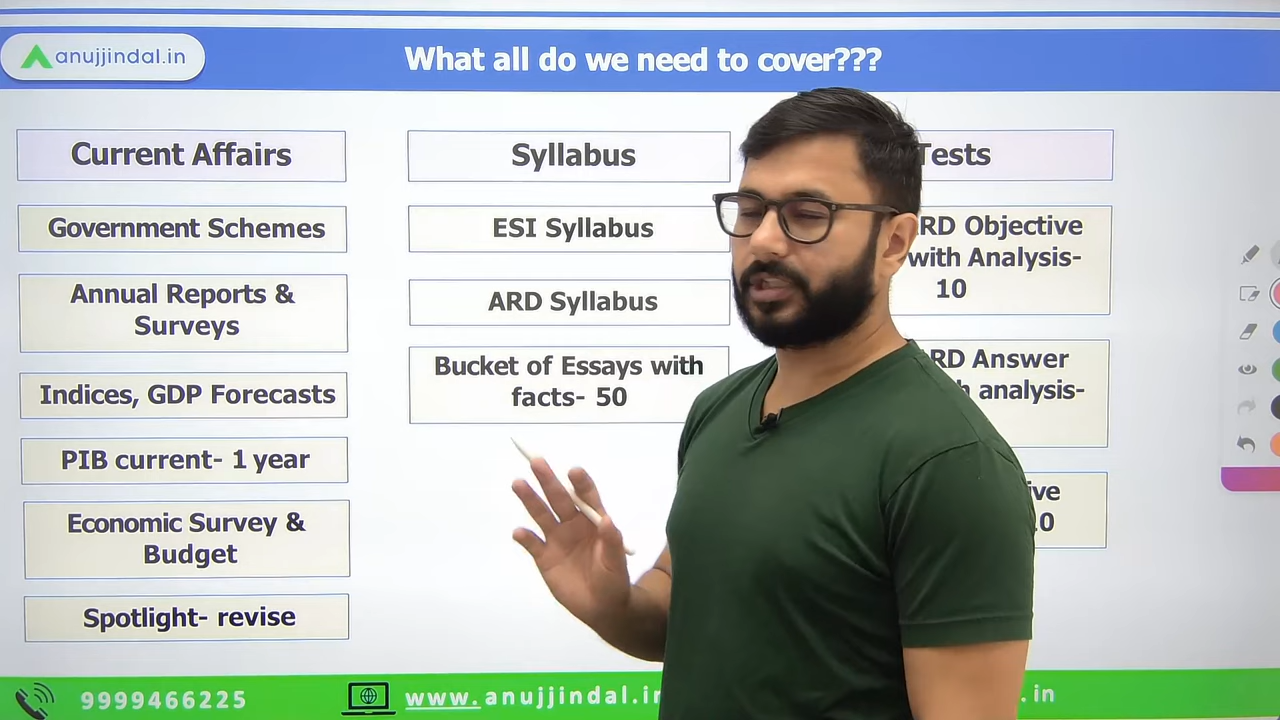 anujjindal.in
What all do we need to cover???
Current Affairs
Government Schemes
Annual Reports &
Surveys
Indices, GDP Forecasts
PIB current- 1 year
Economic Survey &
Budget
Spotlight- revise
Syllabus
ESI Syllabus
ARD Syllabus
Bucket of Essays with
facts- 50
Tests
RD Objective
with Analysis-
10
RD Answer
analysis-
9999466225
www.anujjindal.in
.in